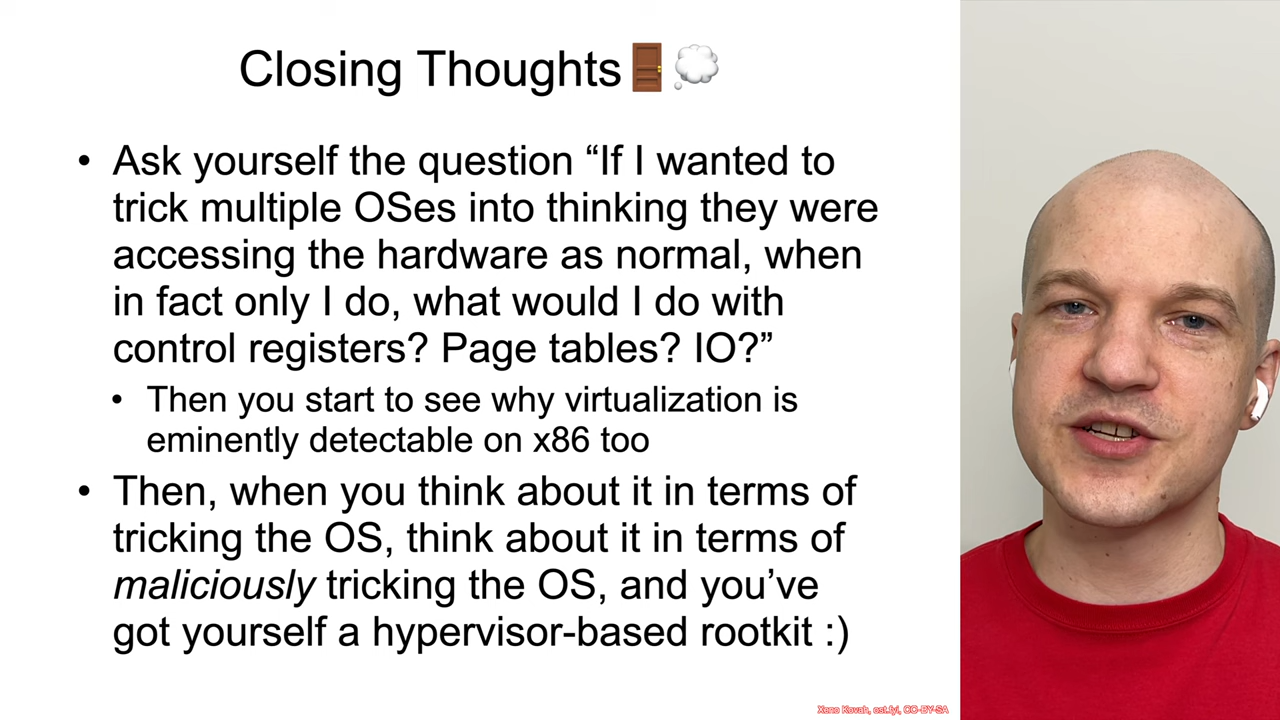 Closing Thoughts🚪💭
• Ask yourself the question “If I wanted to
trick multiple OSes into thinking they were
accessing the hardware as normal, when
in fact only I do, what would I do with
control registers? Page tables? IO?”
• Then you start to see why virtualization is
eminently detectable on x86 too
• Then, when you think about it in terms of
tricking the OS, think about it in terms of
maliciously tricking the OS, and you’ve
got yourself a hypervisor-based rootkit :)
Xeno Kovah, ost.fyi, CC-BY-SA